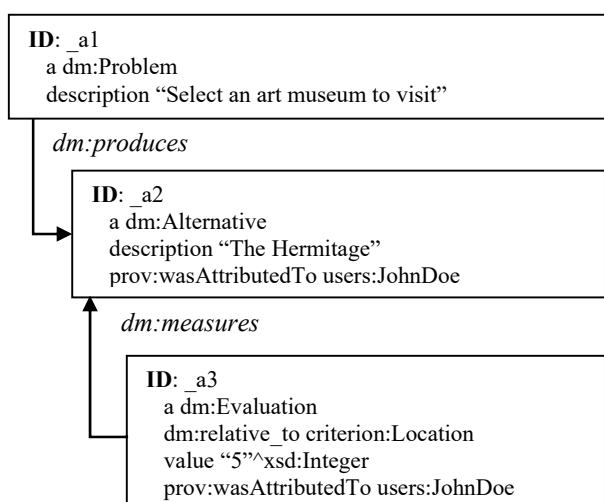 ID: _a1
a dm:Problem
description “Select an art museum to visit”
dm:produces
ID: _a2
a dm:Alternative
description “The Hermitage”
prov:wasAttributedTo users:JohnDoe
dm:measures
ID: _a3
a dm:Evaluation
dm:relative_to criterion:Location
value “5”^xsd:Integer
prov:wasAttributedTo users:JohnDoe